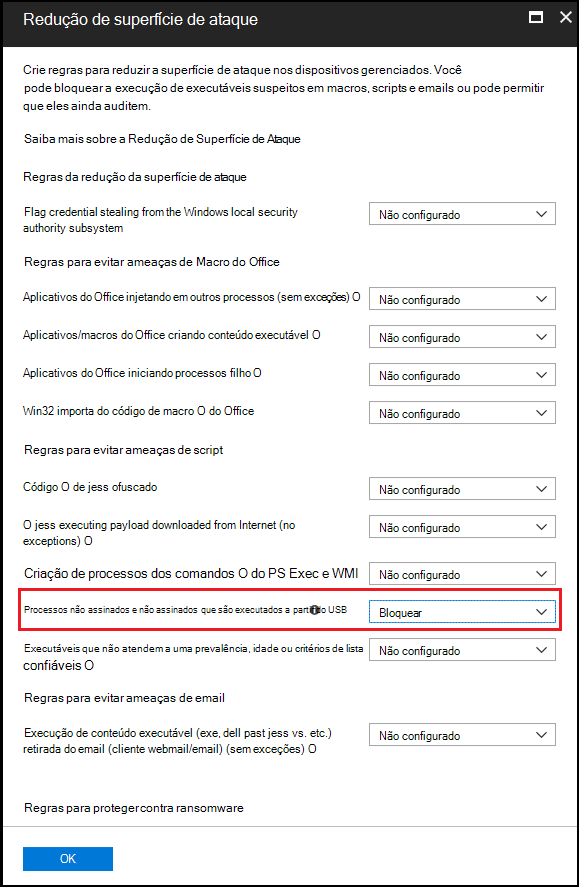 Redução de superfície de ataque
Crie regras para reduzir a superfície de ataque nos dispositivos gerenciados. Você
pode bloquear a execução de executáveis suspeitos em macros, scripts e emails ou pode permitir
que eles ainda auditem.
Saiba mais sobre a Redução de Superfície de Ataque
Regras da redução da superfície de ataque
Flag credential stealing from the Windows local security
authority subsystem
Não configurado
Regras para evitar ameaças de Macro do Office
Aplicativos do Office injetando em outros processos (sem exceções) O
Não configurado
Aplicativos/macros do Office criando conteúdo executável O
Não configurado
Aplicativos do Office iniciando processos filho O
Não configurado
Win32 importa do código de macro O do Office
Não configurado
Regras para evitar ameaças de script
Código O de jess ofuscado
Não configurado
O jess executing payload downloaded from Internet (no
exceptions) O
Não configurado
Criação de processos dos comandos O do PS Exec e WMI
Não configurado
Processos não assinados e não assinados que são executados a parti do USB
Bloquear
Executáveis que não atendem a uma prevalência, idade ou critérios de lista
confiáveis O
Não configurado
Regras para evitar ameaças de email
Execução de conteúdo executável (exe, dell past jess vs. etc.)
retirada do email (cliente webmail/email) (sem exceções) O
Não configurado
Regras para proteger contra ransomware
OK